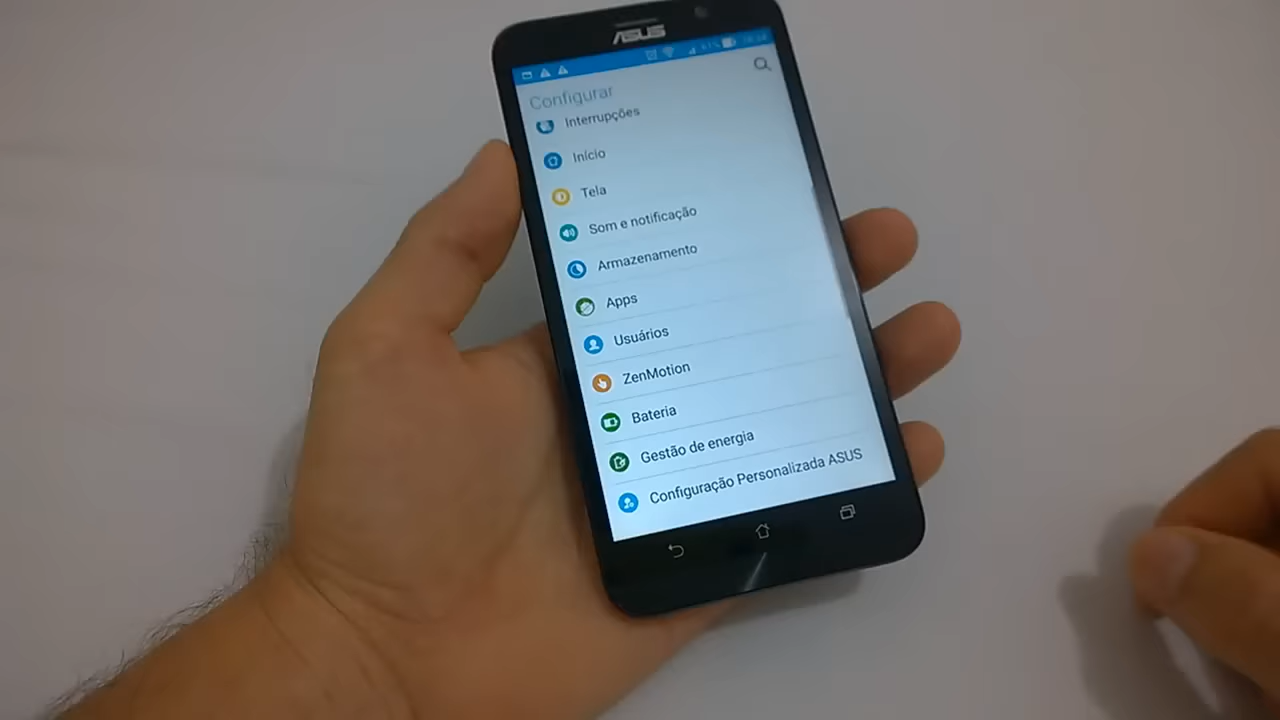 ASUS
Configurar
Interrupções
Início
Tela
Som e notificação
Armazenamento
Apps
Usuários
ZenMotion
Bateria
Gestão de energia
Configuração Personalizada ASUS